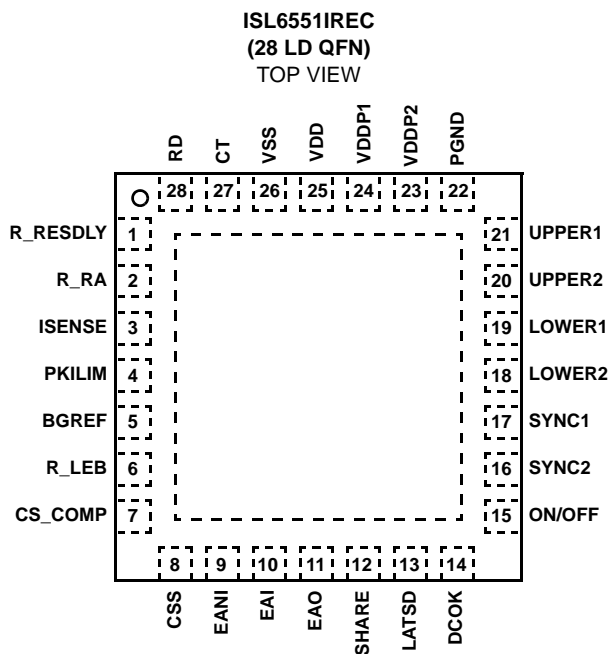 ISL6551IREC
(28 LD QFN)
TOP VIEW
RD
CT
VSS
VDD
VDDP1
VDDP2
PGND
28 27 26 25 24 23 22
R_RESDLY 1 21 UPPER1
R_RA 2 20 UPPER2
ISENSE 3 19 LOWER1
PKILIM 4 18 LOWER2
BGREF 5 17 SYNC1
R_LEB 6 16 SYNC2
CS_COMP 7 15 ON/OFF
8 9 10 11 12 13 14
CSS
EANI
EAI
EAO
SHARE
LATSD
DCOK